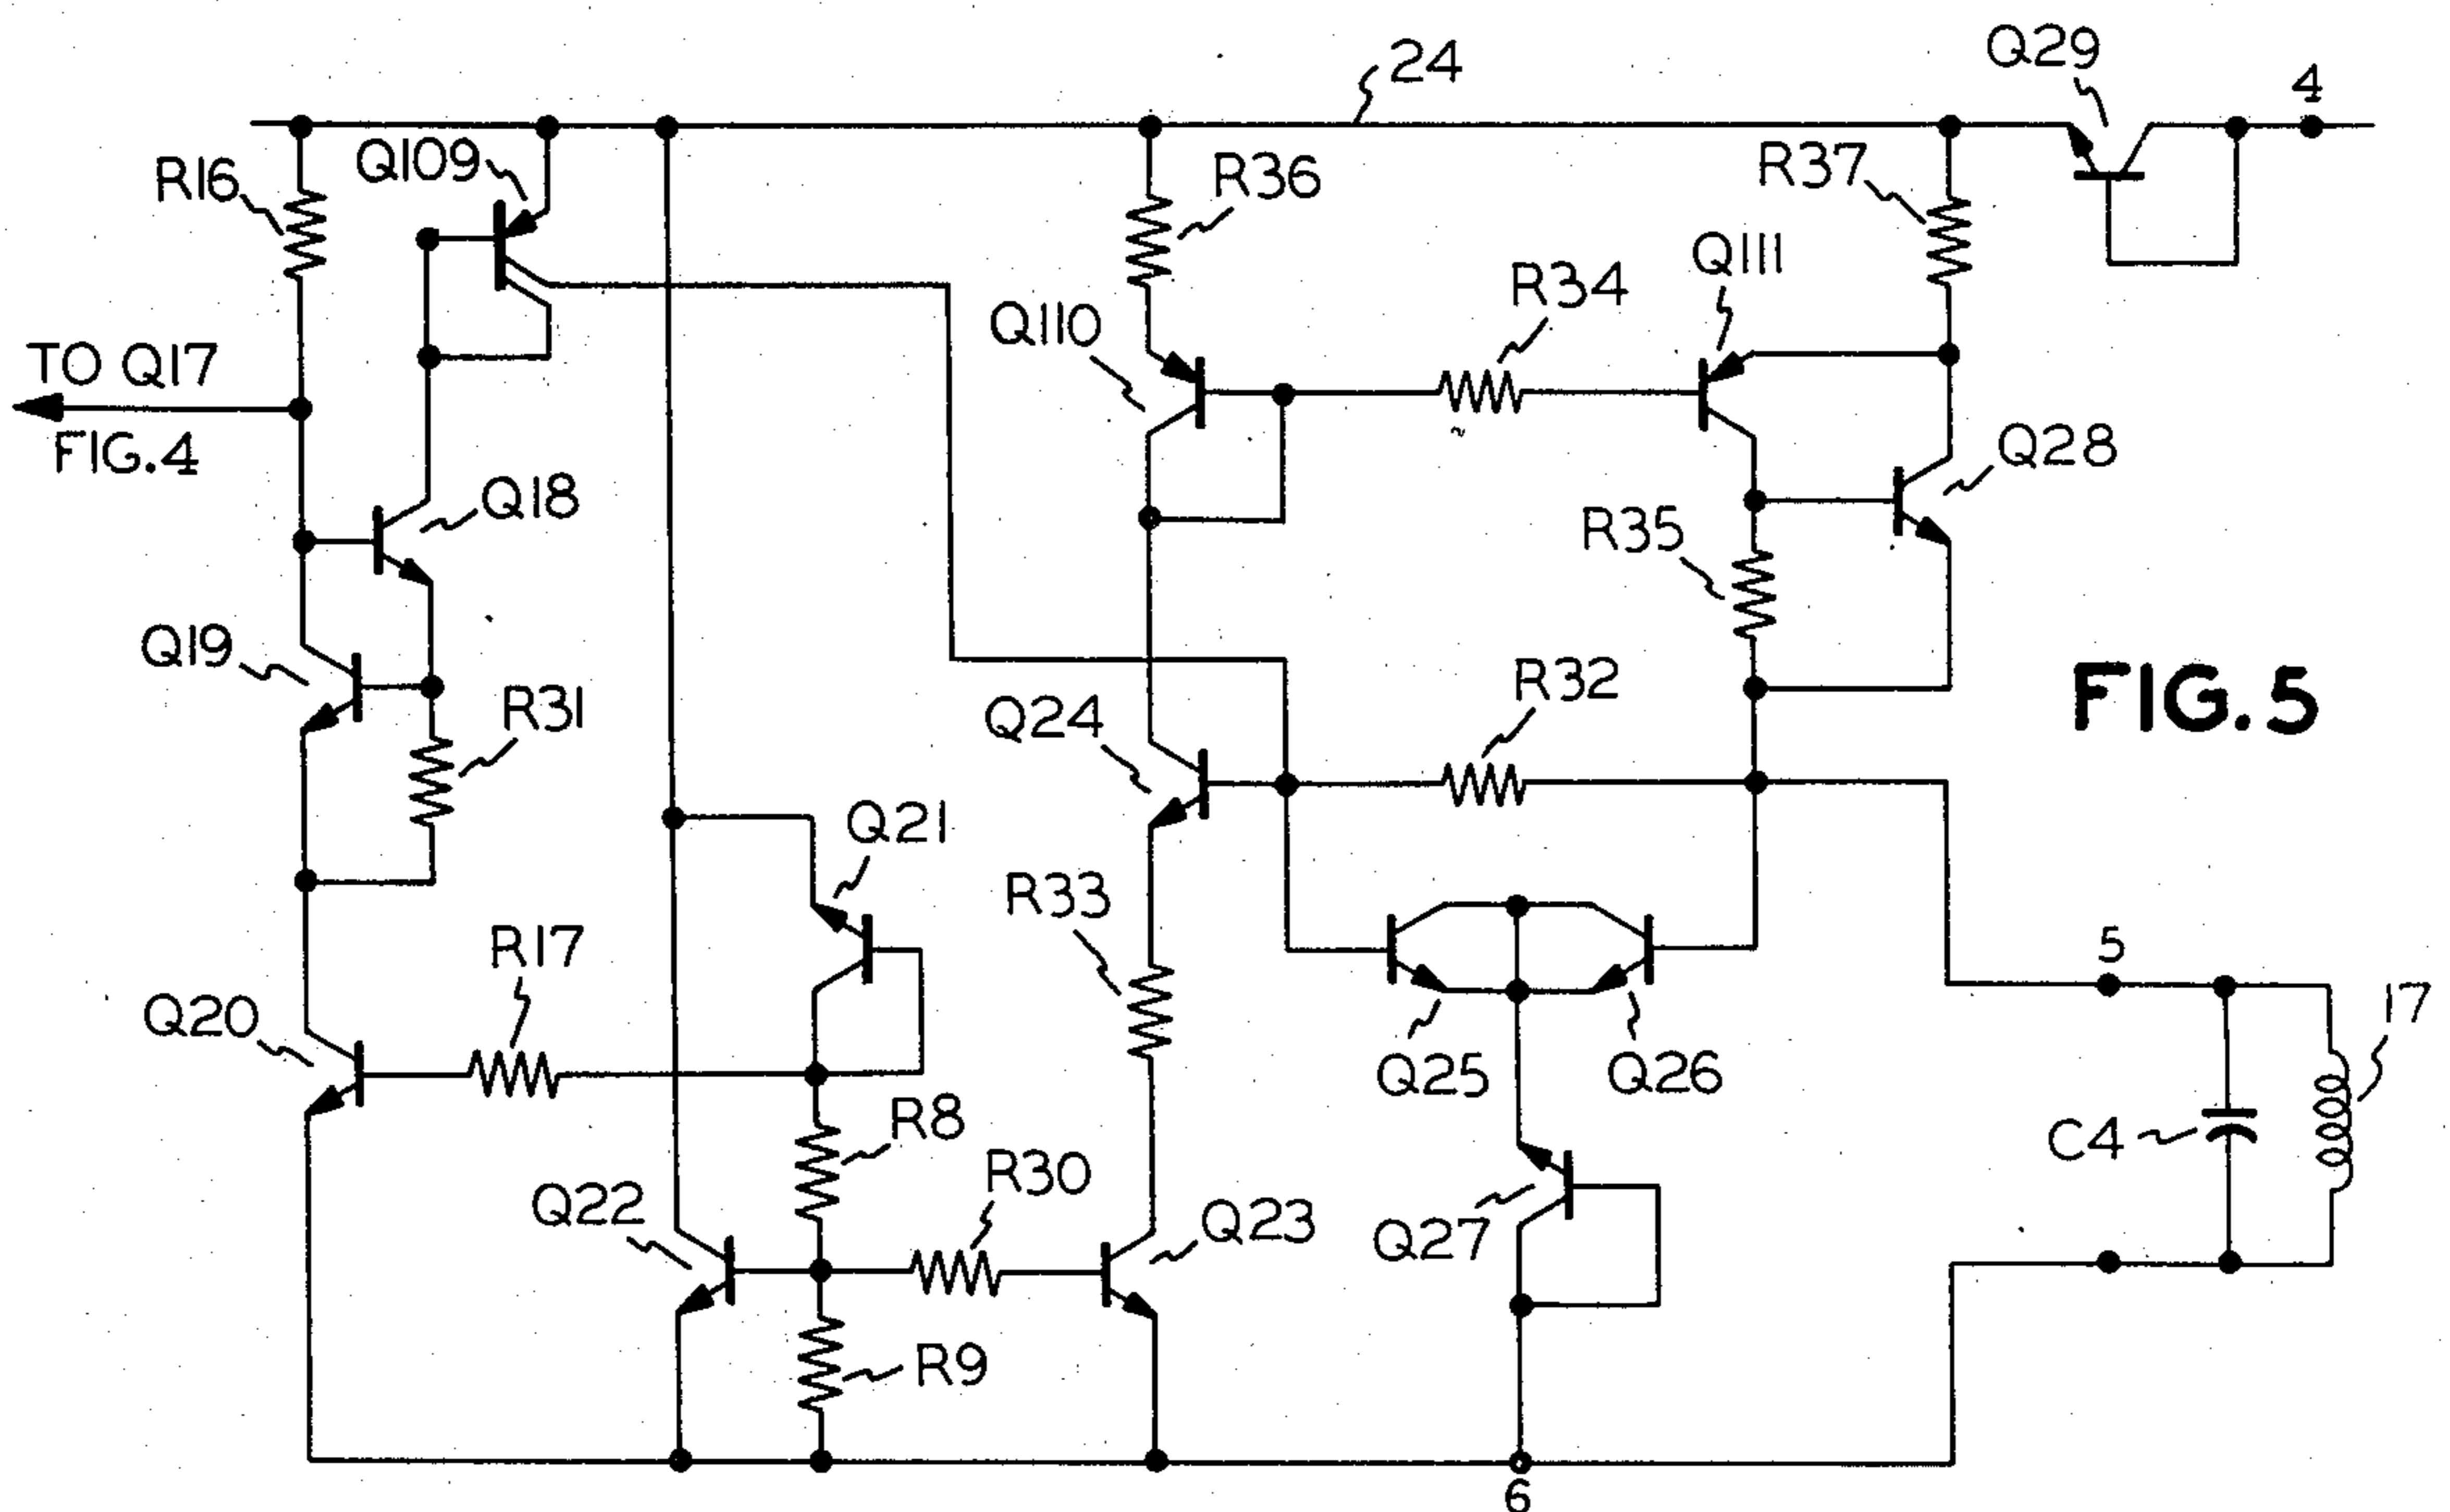 Q29
24
4
Q109
R16
R36
R37
Q111
R34
Q110
TO Q17
FIG.4
Q28
Q18
R35
Q19
R32
FIG.5
R31
Q24
Q21
R33
R17
5
17
Q20
Q25
Q26
R8
C4
R30
Q22
Q23
Q27
R9
6